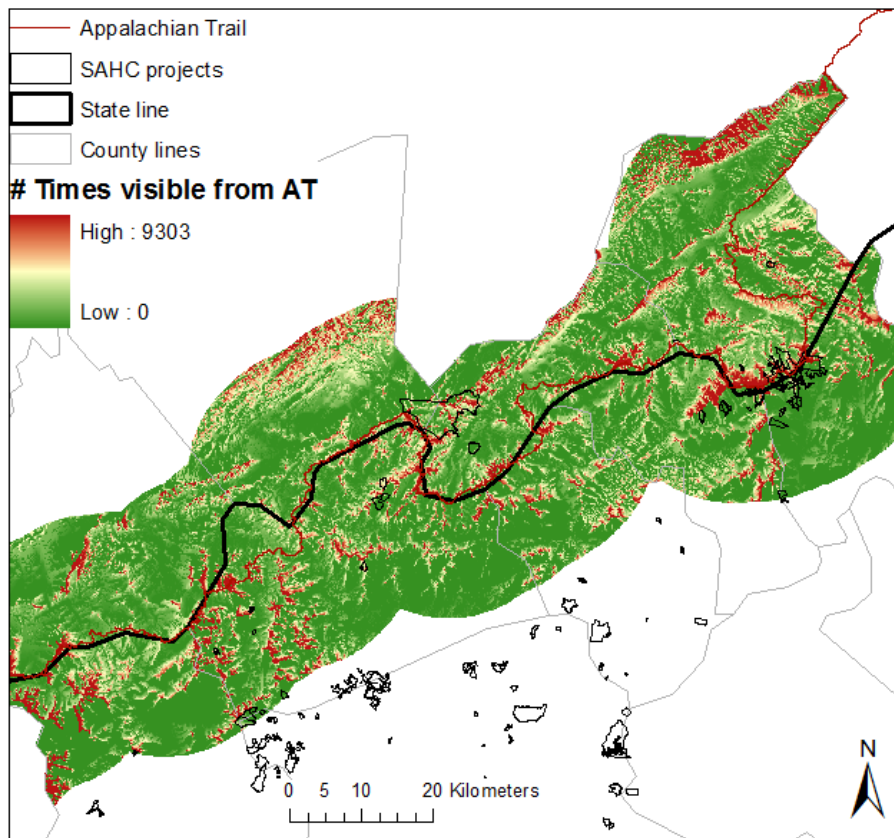 Appalachian Trail
SAHC projects
State line
County lines
# Times visible from AT
High : 9303
Low : 0
N
0 5 10 20 Kilometers